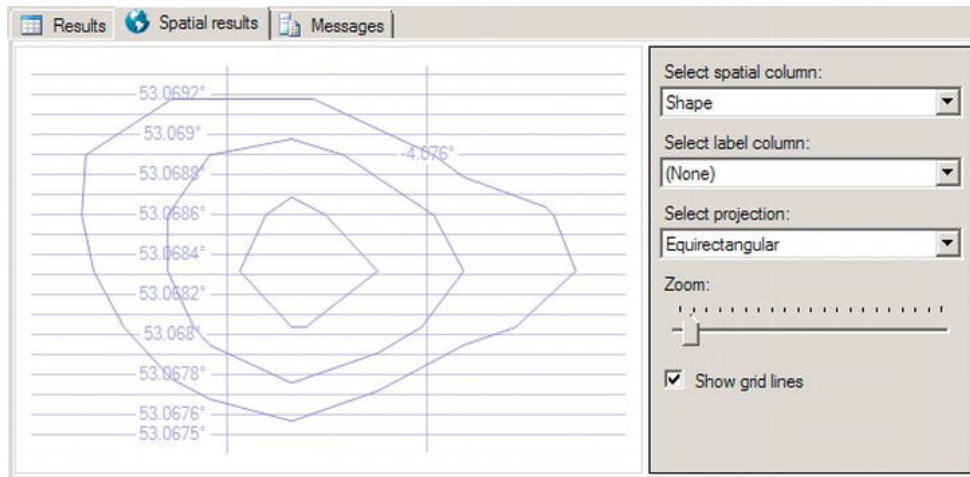 Results Spatial results Messages
53.0692°
53.069°
-4.076°
53.0688°
53.0686°
53.0684°
53.0682°
53.068°
53.0678°
53.0676°
53.0675°
Select spatial column:
Shape
Select label column:
(None)
Select projection:
Equirectangular
Zoom:
Show grid lines